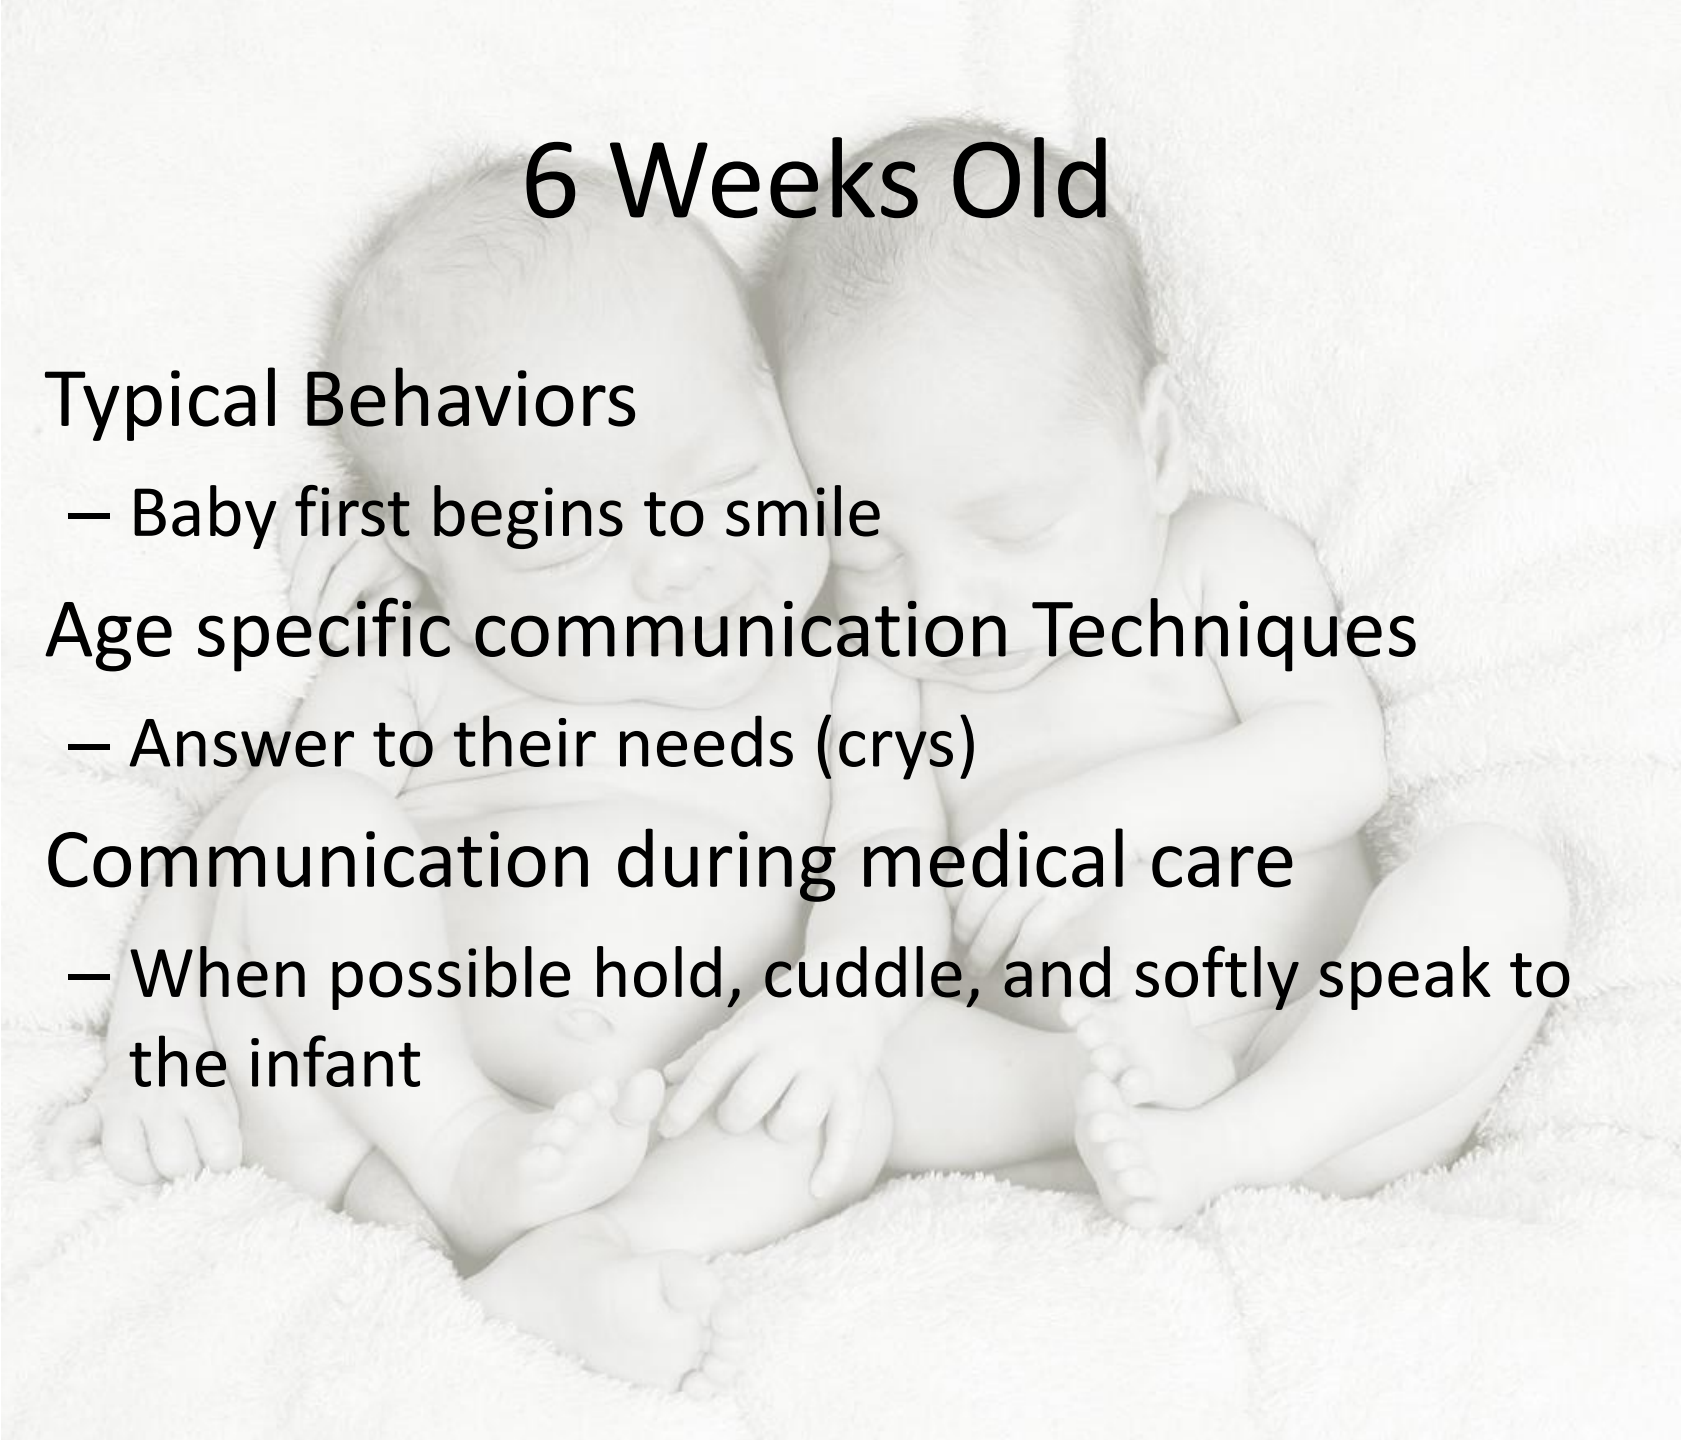 6 Weeks Old
Typical Behaviors
– Baby first begins to smile
Age specific communication Techniques
– Answer to their needs (crys)
Communication during medical care
– When possible hold, cuddle, and softly speak to
the infant